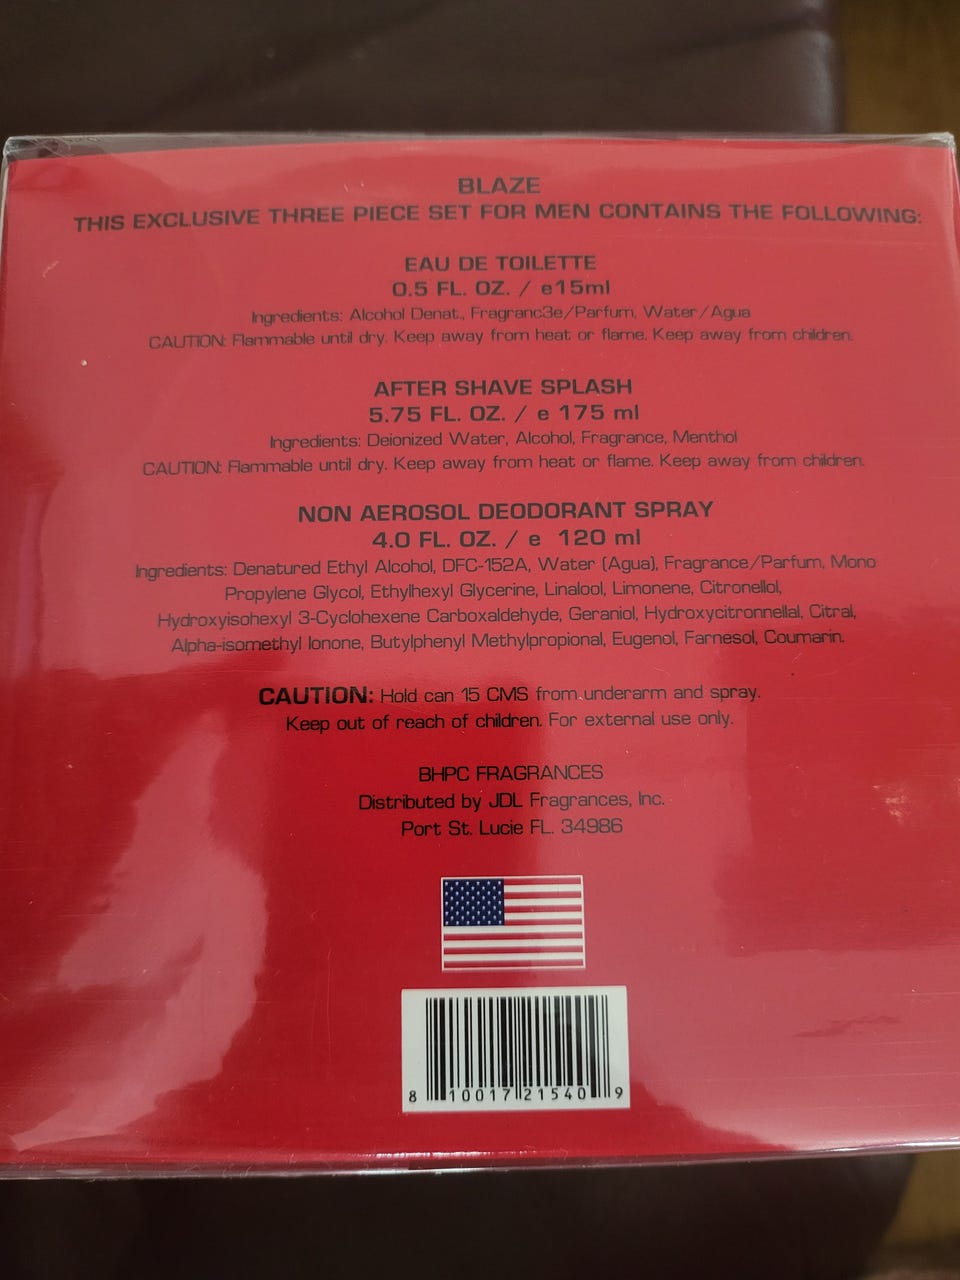 BLAZE
THIS EXCLUSIVE THREE PIECE SET FOR MEN CONTAINS THE FOLLOWING:
EAU DE TOILETTE
0.5 FL. OZ. / e15ml
Ingredients: Alcohol Denat., Fragranc3e/Parfum, Water/Agua
CAUTION: Flammable until dry. Keep away from heat or flame. Keep away from children.
AFTER SHAVE SPLASH
5.75 FL. OZ. / e 175 ml
Ingredients: Deionized Water, Alcohol, Fragrance, Menthol
CAUTION: Flammable until dry. Keep away from heat or flame. Keep away from children.
NON AEROSOL DEODORANT SPRAY
4.0 FL. OZ. / e 120 ml
Ingredients: Denatured Ethyl Alcohol, DFC-152A, Water (Agua), Fragrance/Parfum, Mono
Propylene Glycol, Ethylhexyl Glycerine, Linalool, Limonene, Citronellol,
Hydroxyisohexyl 3-Cyclohexene Carboxaldehyde, Geraniol, Hydroxycitronnellal, Citral,
Alpha-isomethyl Ionone, Butylphenyl Methylpropional, Eugenol, Farnesol, Coumarin.
CAUTION: Hold can 15 CMS from underarm and spray.
Keep out of reach of children. For external use only.
BHPC FRAGRANCES
Distributed by JDL Fragrances, Inc.
Port St. Lucie FL. 34986
8 10017 21540 9